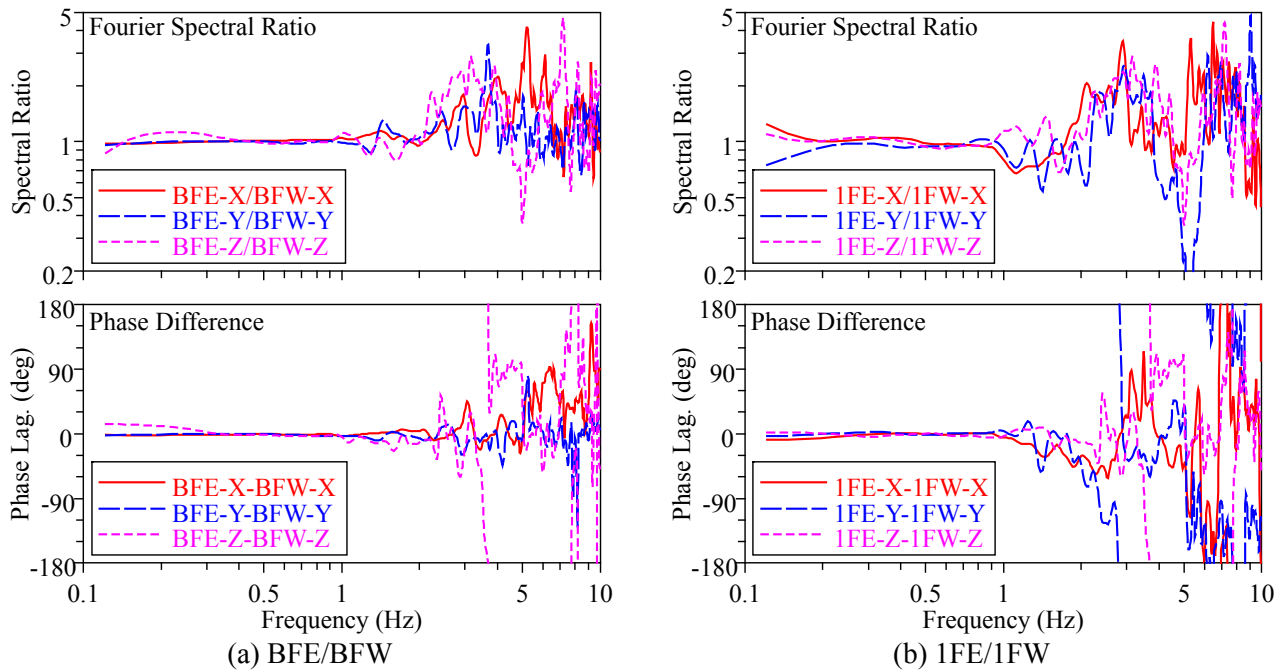 Fourier Spectral Ratio
Spectral Ratio
5
1
0.5
0.2
BFE-X/BFW-X
BFE-Y/BFW-Y
BFE-Z/BFW-Z
Phase Difference
Phase Lag. (deg)
180
90
0
-90
-180
BFE-X-BFW-X
BFE-Y-BFW-Y
BFE-Z-BFW-Z
0.1 0.5 1 5 10
Frequency (Hz)
(a) BFE/BFW
Fourier Spectral Ratio
Spectral Ratio
5
1
0.5
0.2
1FE-X/1FW-X
1FE-Y/1FW-Y
1FE-Z/1FW-Z
Phase Difference
Phase Lag. (deg)
180
90
0
-90
-180
1FE-X-1FW-X
1FE-Y-1FW-Y
1FE-Z-1FW-Z
0.1 0.5 1 5 10
Frequency (Hz)
(b) 1FE/1FW